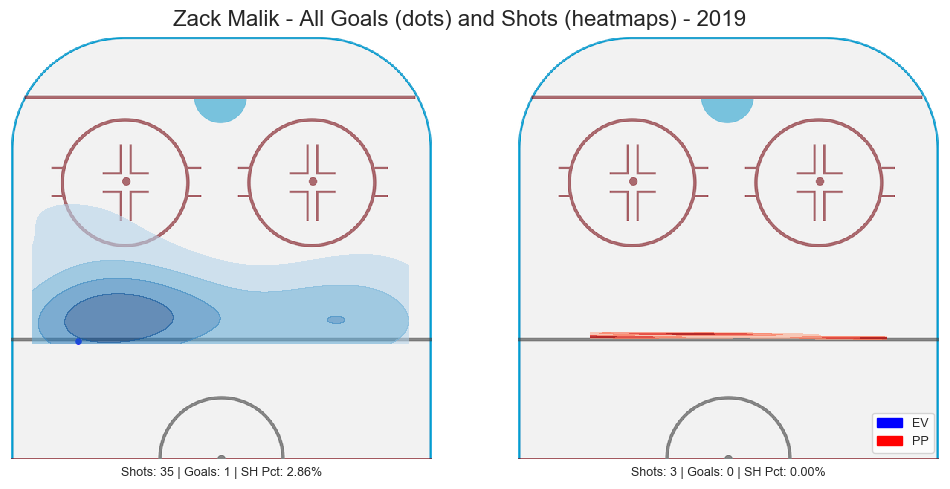 Zack Malik - All Goals (dots) and Shots (heatmaps) - 2019
EV
PP
Shots: 35 | Goals: 1 | SH Pct: 2.86%
Shots: 3 | Goals: 0 | SH Pct: 0.00%